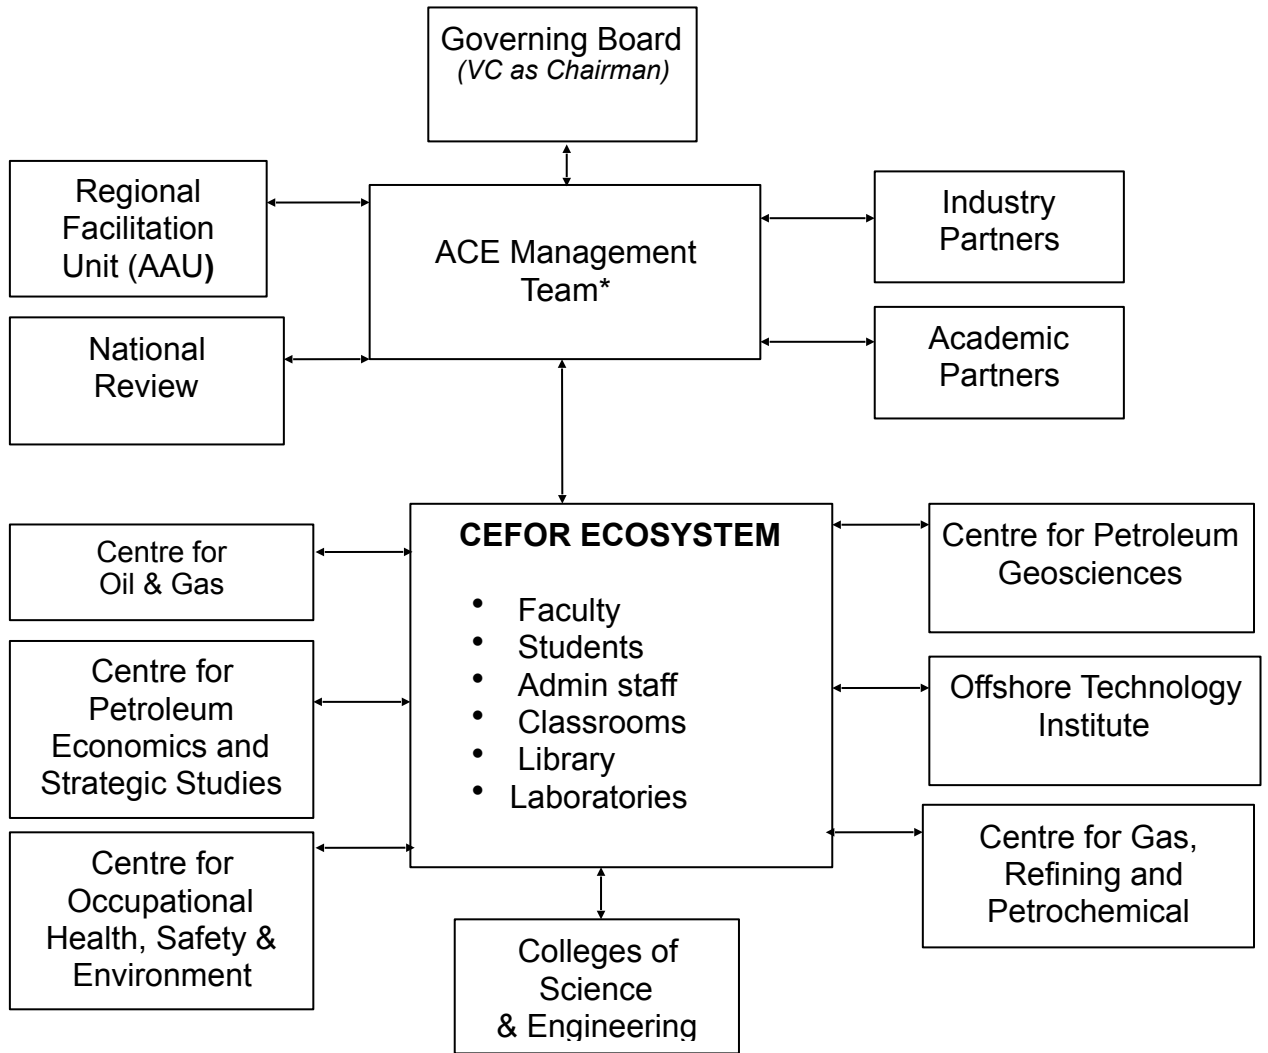 Governing Board
(VC as Chairman)
Regional
Facilitation
Unit (AAU)
ACE Management
Team*
Industry
Partners
National
Review
Academic
Partners
Centre for
Oil & Gas
CEFOR ECOSYSTEM
• Faculty
• Students
• Admin staff
• Classrooms
• Library
• Laboratories
Centre for Petroleum
Geosciences
Centre for
Petroleum
Economics and
Strategic Studies
Offshore Technology
Institute
Centre for
Occupational
Health, Safety &
Environment
Centre for Gas,
Refining and
Petrochemical
Colleges of
Science
& Engineering